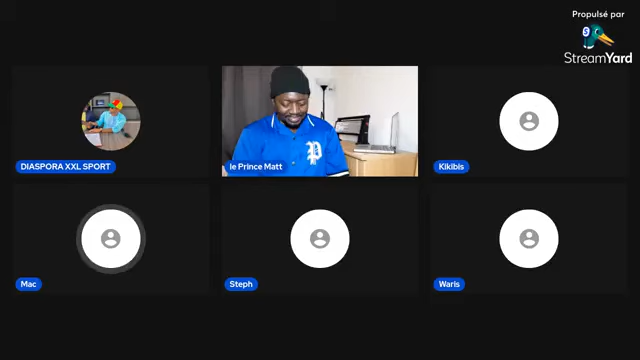 Propulsé par
StreamYard
DIASPORA XXL SPORT
le Prince Matt
Kikibis
Mac
Steph
Waris